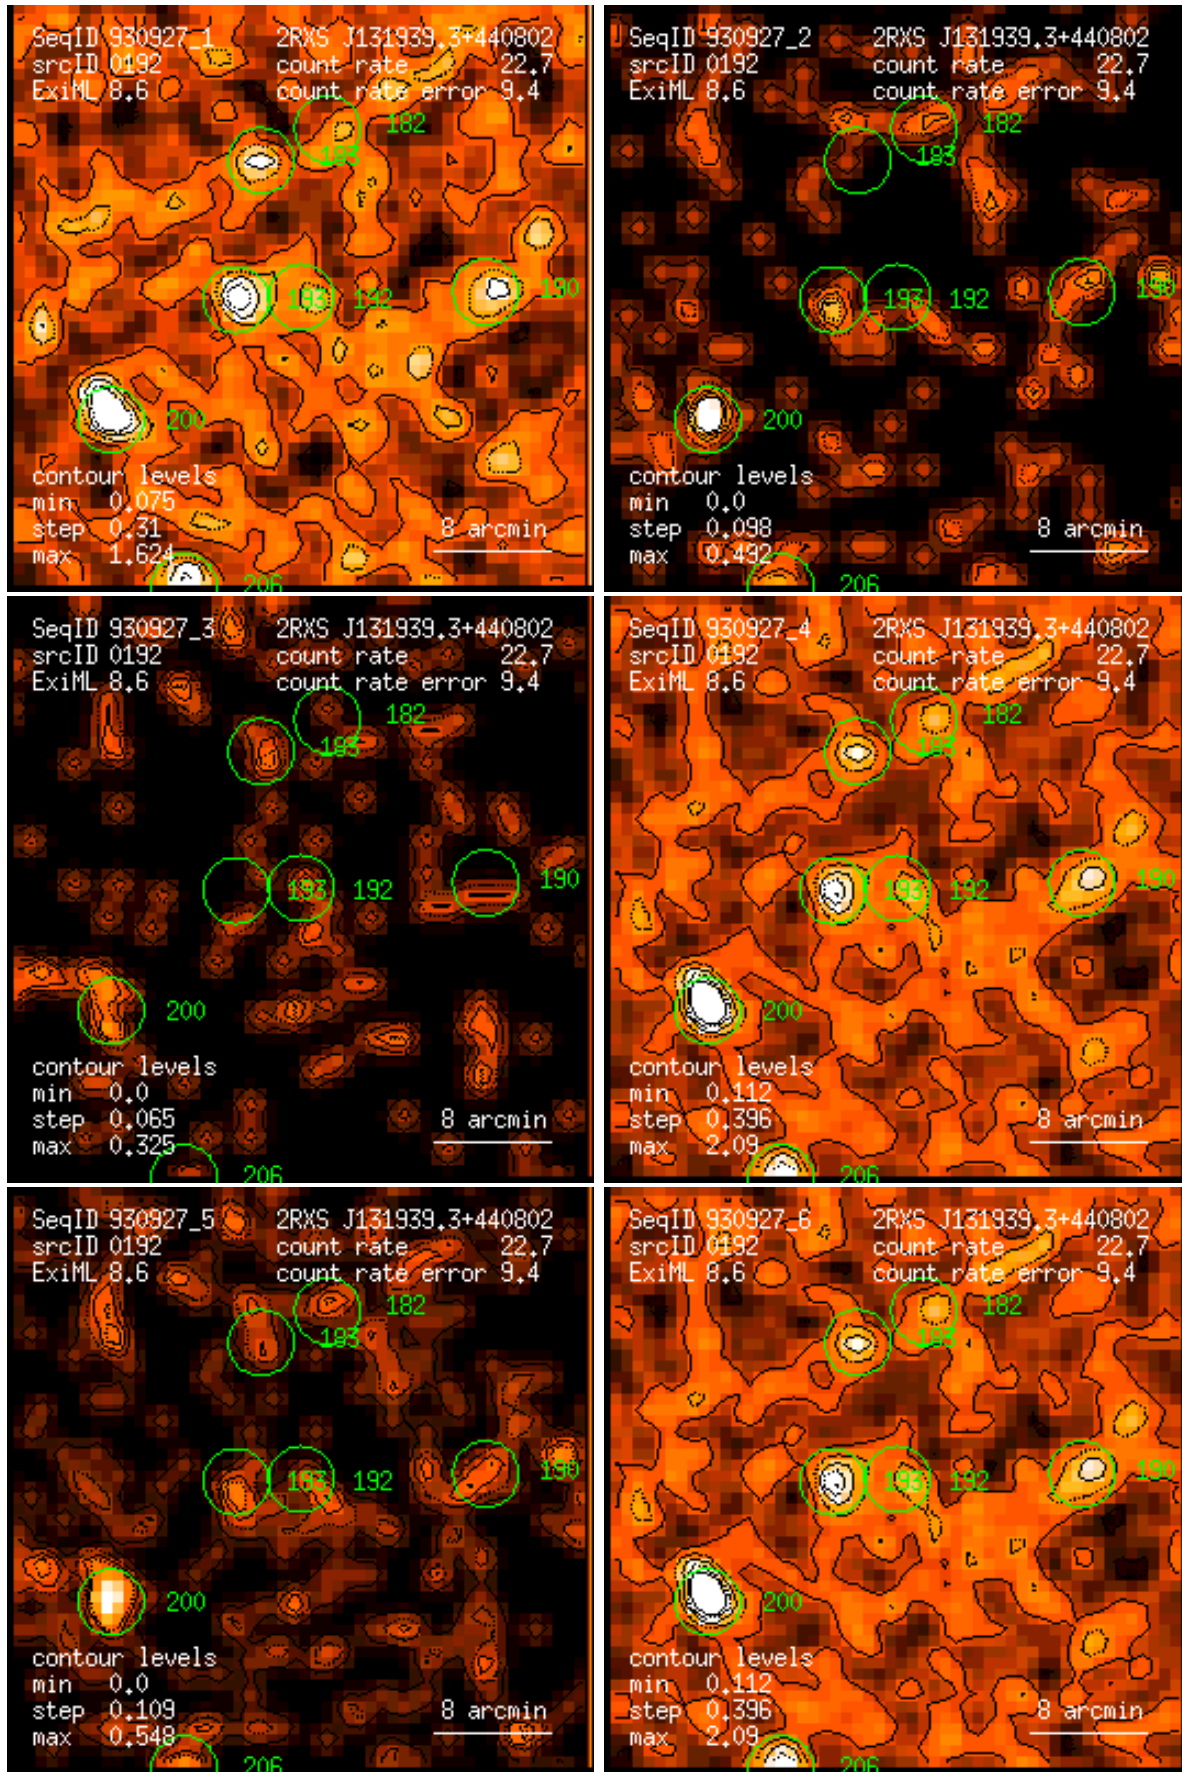 SeqID 930927_1 2RXS J131939.3+440802
srcID 0192 count rate 22.7
ExiML 8.6 count rate error 9.4
182
193
193 192 190
200
contour levels
min 0.075
step 0.31 8 arcmin
max 1.624
206
SeqID 930927_2 2RXS J131939.3+440802
srcID 0192 count rate 22.7
ExiML 8.6 count rate error 9.4
182
193
193 192 190
200
contour levels
min 0.0
step 0.098 8 arcmin
max 0.492
206
SeqID 930927_3 2RXS J131939.3+440802
srcID 0192 count rate 22.7
ExiML 8.6 count rate error 9.4
182
193
193 192 190
200
contour levels
min 0.0
step 0.065 8 arcmin
max 0.325
206
SeqID 930927_4 2RXS J131939.3+440802
srcID 0192 count rate 22.7
ExiML 8.6 count rate error 9.4
182
193
193 192 190
200
contour levels
min 0.112
step 0.396 8 arcmin
max 2.09
206
SeqID 930927_5 2RXS J131939.3+440802
srcID 0192 count rate 22.7
ExiML 8.6 count rate error 9.4
182
193
193 192 190
200
contour levels
min 0.0
step 0.109 8 arcmin
max 0.548
206
SeqID 930927_6 2RXS J131939.3+440802
srcID 0192 count rate 22.7
ExiML 8.6 count rate error 9.4
182
193
193 192 190
200
contour levels
min 0.112
step 0.396 8 arcmin
max 2.09
206